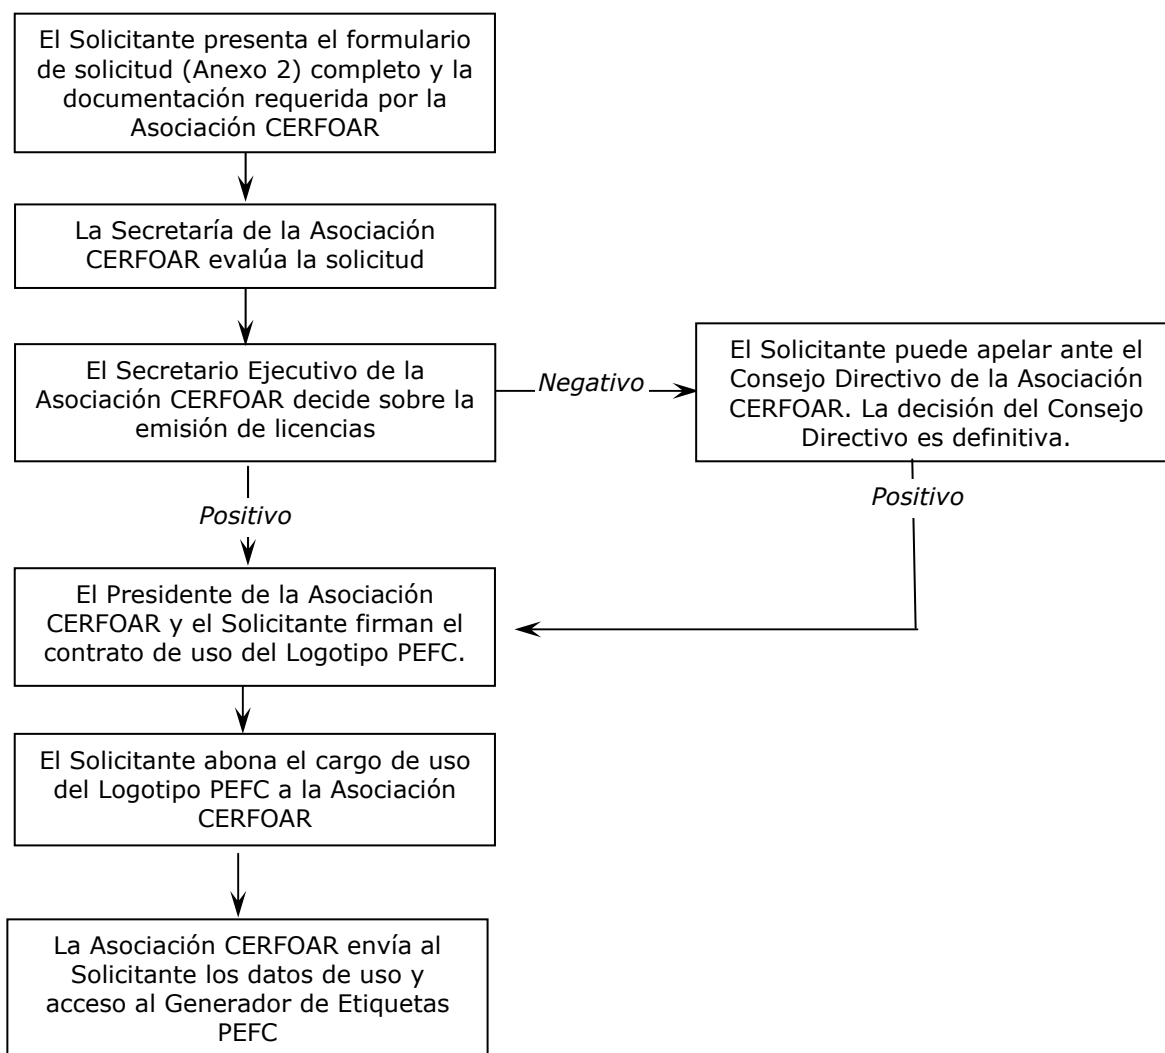 El Solicitante presenta el formulario
de solicitud (Anexo 2) completo y la
documentación requerida por la
Asociación CERFOAR
La Secretaría de la Asociación
CERFOAR evalúa la solicitud
El Secretario Ejecutivo de la
Asociación CERFOAR decide sobre la
emisión de licencias
Negativo
El Solicitante puede apelar ante el
Consejo Directivo de la Asociación
CERFOAR. La decisión del Consejo
Directivo es definitiva.
Positivo
Positivo
El Presidente de la Asociación
CERFOAR y el Solicitante firman el
contrato de uso del Logotipo PEFC.
El Solicitante abona el cargo de uso
del Logotipo PEFC a la Asociación
CERFOAR
La Asociación CERFOAR envía al
Solicitante los datos de uso y
acceso al Generador de Etiquetas
PEFC